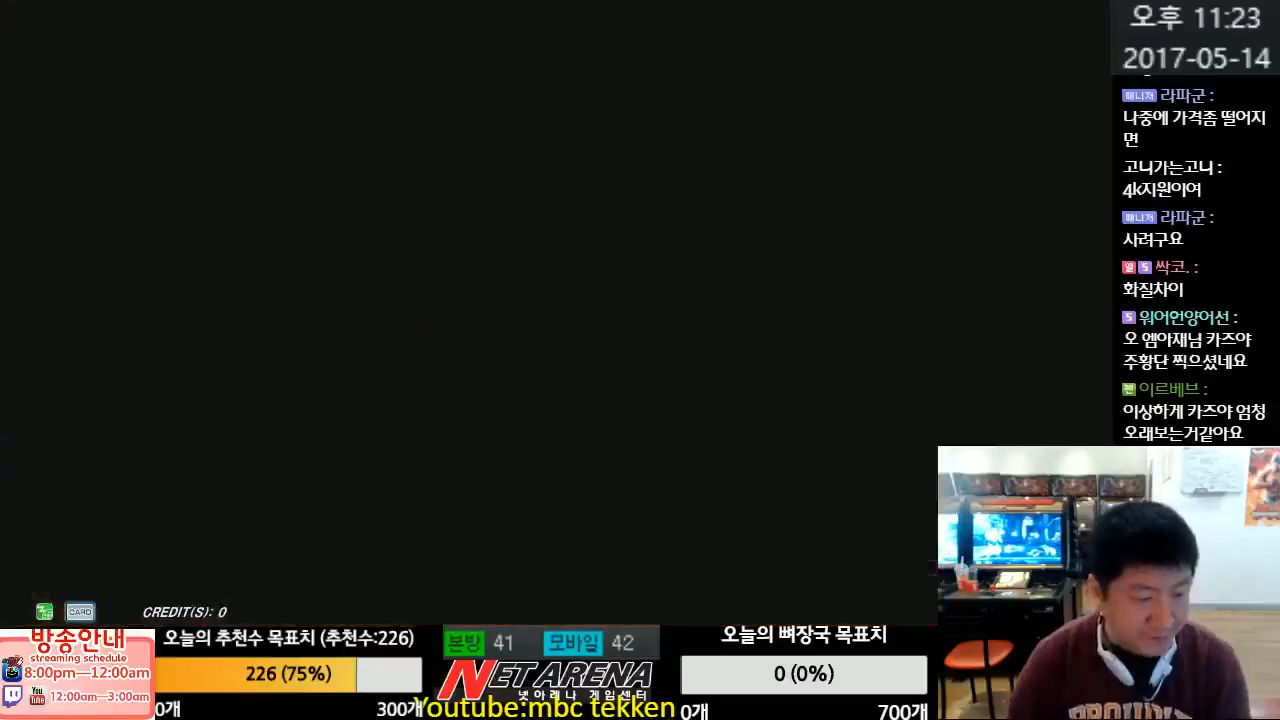 오후 11:23
2017-05-14
매니저 라파군 :
나중에 가격좀 떨어지
면
고니가는고니 :
4k지원이여
매니저 라파군 :
사려구요
열 5 싹코. :
화질차이
5 워어언양어선 :
오 엠아재님 카즈야
주황단 찍으셨네요
팬 이르베브 :
이상하게 카즈야 엄청
오래보는거같아요
CARD
CREDIT(S): 0
방송안내
streaming schedule
8:00pm—12:00am
You Tube
12:00am—3:00am
오늘의 추천수 목표치 (추천수:226)
226 (75%)
0개
300개
본방 41
모바일 42
NET ARENA
넷아레나 게임센터
Youtube:mbc tekken
오늘의 뼈장국 목표치
0 (0%)
0개
700개